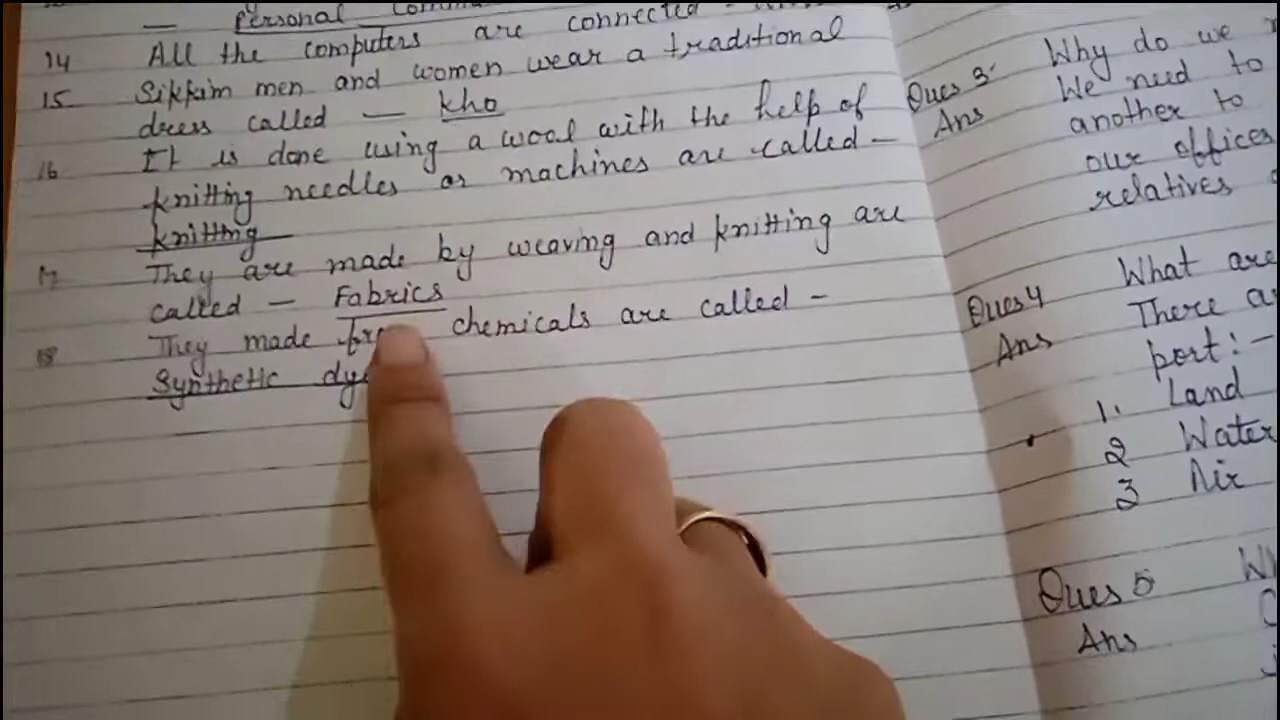 Personal
14 All the computers are connected -
15 Sikkim men and women wear a traditional
dress called — kho
16 It is done using a wool with the help of
knitting needles or machines are called -
knitting
17 They are made by weaving and knitting are
called - Fabrics
18 They made chemicals are called -
Synthetic
Ques 3 Why do we
Ans We need to
another to
our offices
relatives
Ques 4 What are
Ans There
port:-
1. Land
2 Water
3 Air
Ques 5
Ans